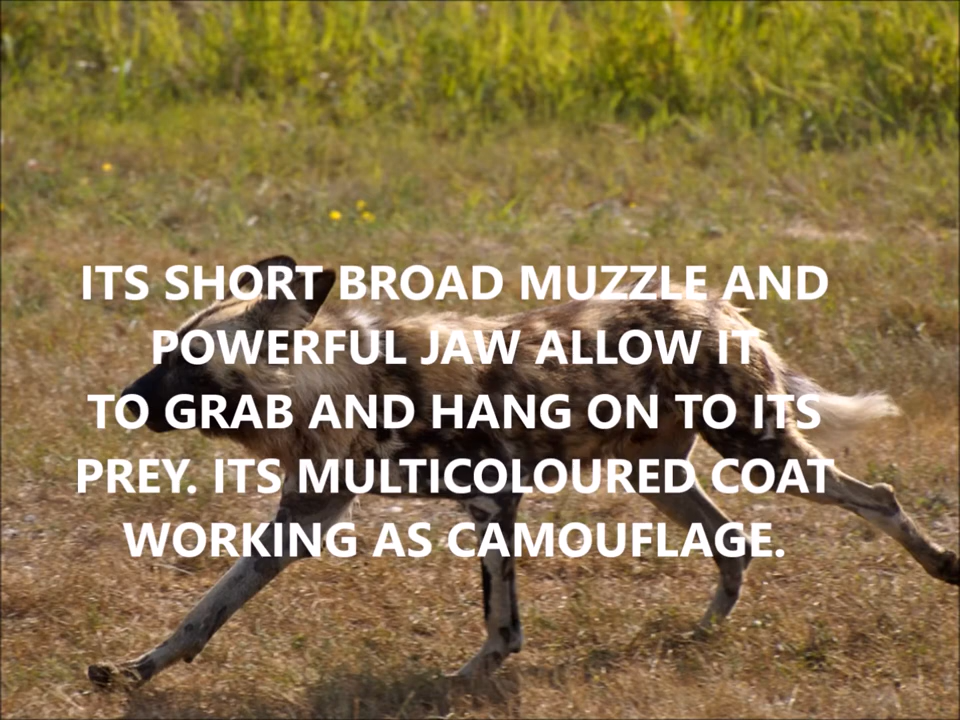 ITS SHORT BROAD MUZZLE AND
POWERFUL JAW ALLOW IT
TO GRAB AND HANG ON TO ITS
PREY. ITS MULTICOLOURED COAT
WORKING AS CAMOUFLAGE.